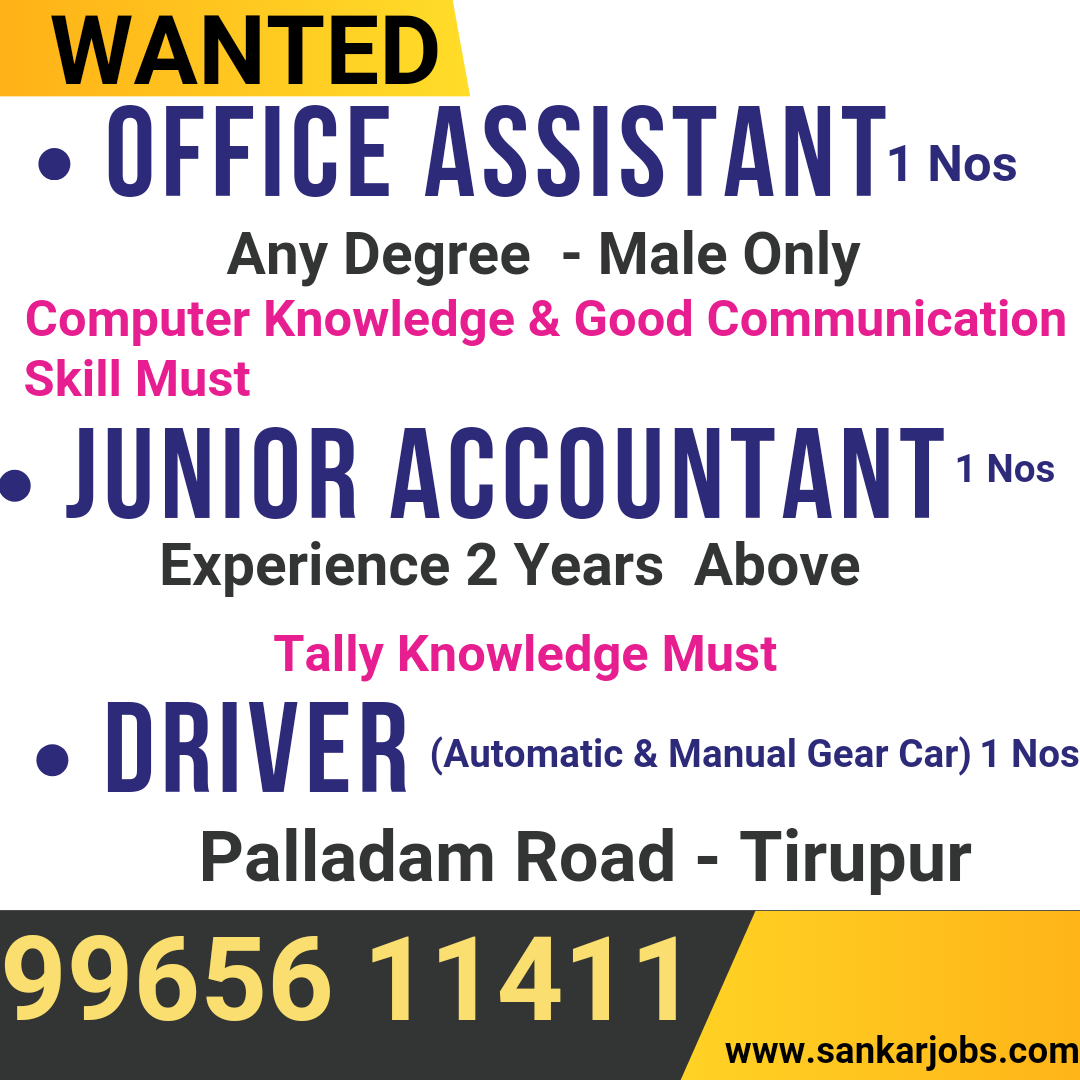 WANTED
• OFFICE ASSISTANT 1 Nos
Any Degree - Male Only
Computer Knowledge & Good Communication
Skill Must
• JUNIOR ACCOUNTANT 1 Nos
Experience 2 Years Above
Tally Knowledge Must
• DRIVER (Automatic & Manual Gear Car) 1 Nos
Palladam Road - Tirupur
99656 11411
www.sankarjobs.com